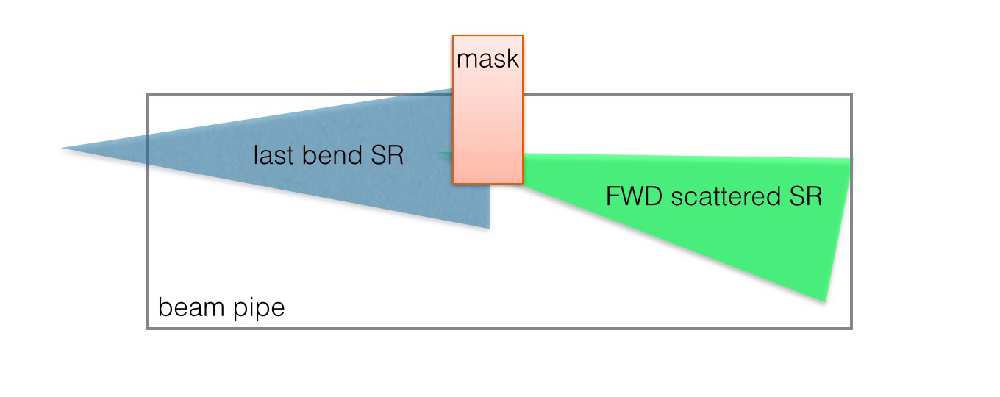 mask
last bend SR
FWD scattered SR
beam pipe